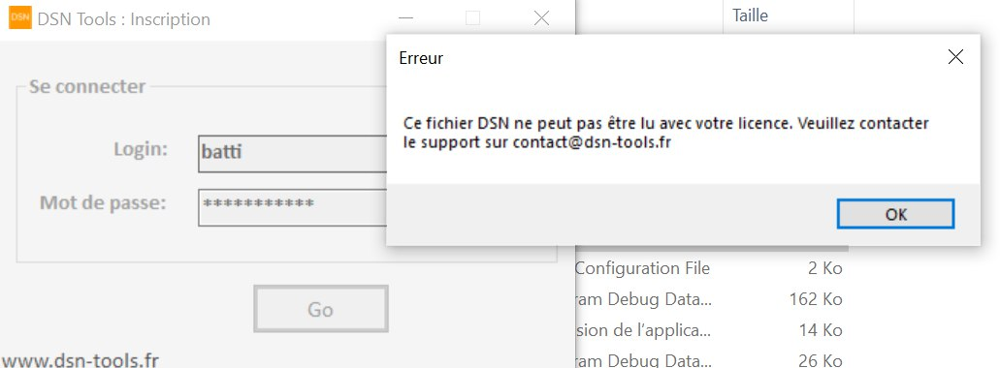 DSN
DSN Tools : Inscription
Taille
Erreur
Se connecter
Ce fichier DSN ne peut pas être lu avec votre licence. Veuillez contacter
le support sur contact@dsn-tools.fr
Login:
batti
Mot de passe:
***********
OK
Configuration File
2 Ko
Go
ram Debug Data...
162 Ko
sion de l'applica...
14 Ko
www.dsn-tools.fr
ram Debug Data...
26 Ko